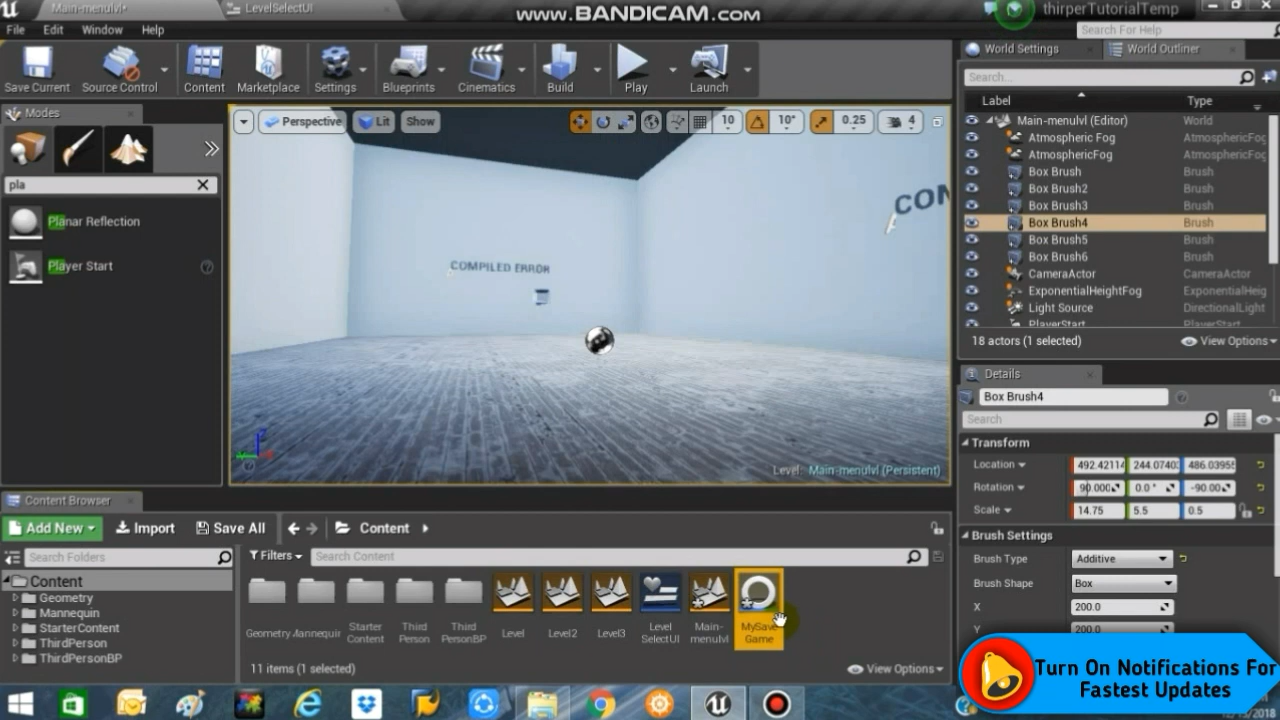 Main-menulvl*
LevelSelectUI
www.BANDICAM.com
thirperTutorialTemp
File Edit Window Help
Search For Help
Save Current
Source Control
Content
Marketplace
Settings
Blueprints
Cinematics
Build
Play
Launch
World Settings
World Outliner
Search...
Label
Type
Main-menulvl (Editor) World
Atmospheric Fog AtmosphericFog
AtmosphericFog AtmosphericFog
Box Brush Brush
Box Brush2 Brush
Box Brush3 Brush
Box Brush4 Brush
Box Brush5 Brush
Box Brush6 Brush
CameraActor CameraActor
ExponentialHeightFog ExponentialHeig
Light Source DirectionalLight
PlayerStart PlayerStart
18 actors (1 selected)
View Options
Modes
pla
Planar Reflection
Player Start
Perspective
Lit
Show
10
10°
0.25
4
COMPILED ERROR
COM
Level: Main-menulvl (Persistent)
Details
Box Brush4
Search
Transform
Location 492.42114 244.0740 486.03955
Rotation 90.000 0.0 ° -90.00
Scale 14.75 5.5 0.5
Brush Settings
Brush Type Additive
Brush Shape Box
X 200.0
Y 200.0
Content Browser
Add New
Import
Save All
Content
Search Folders
Filters
Search Content
Content
Geometry
Mannequin
StarterContent
ThirdPerson
ThirdPersonBP
Geometry
Mannequin
Starter Content
Third Person
Third PersonBP
Level
Level2
Level3
Level SelectUI
Main-menulvl
MySave Game
11 items (1 selected)
View Options
Turn On Notifications For
Fastest Updates